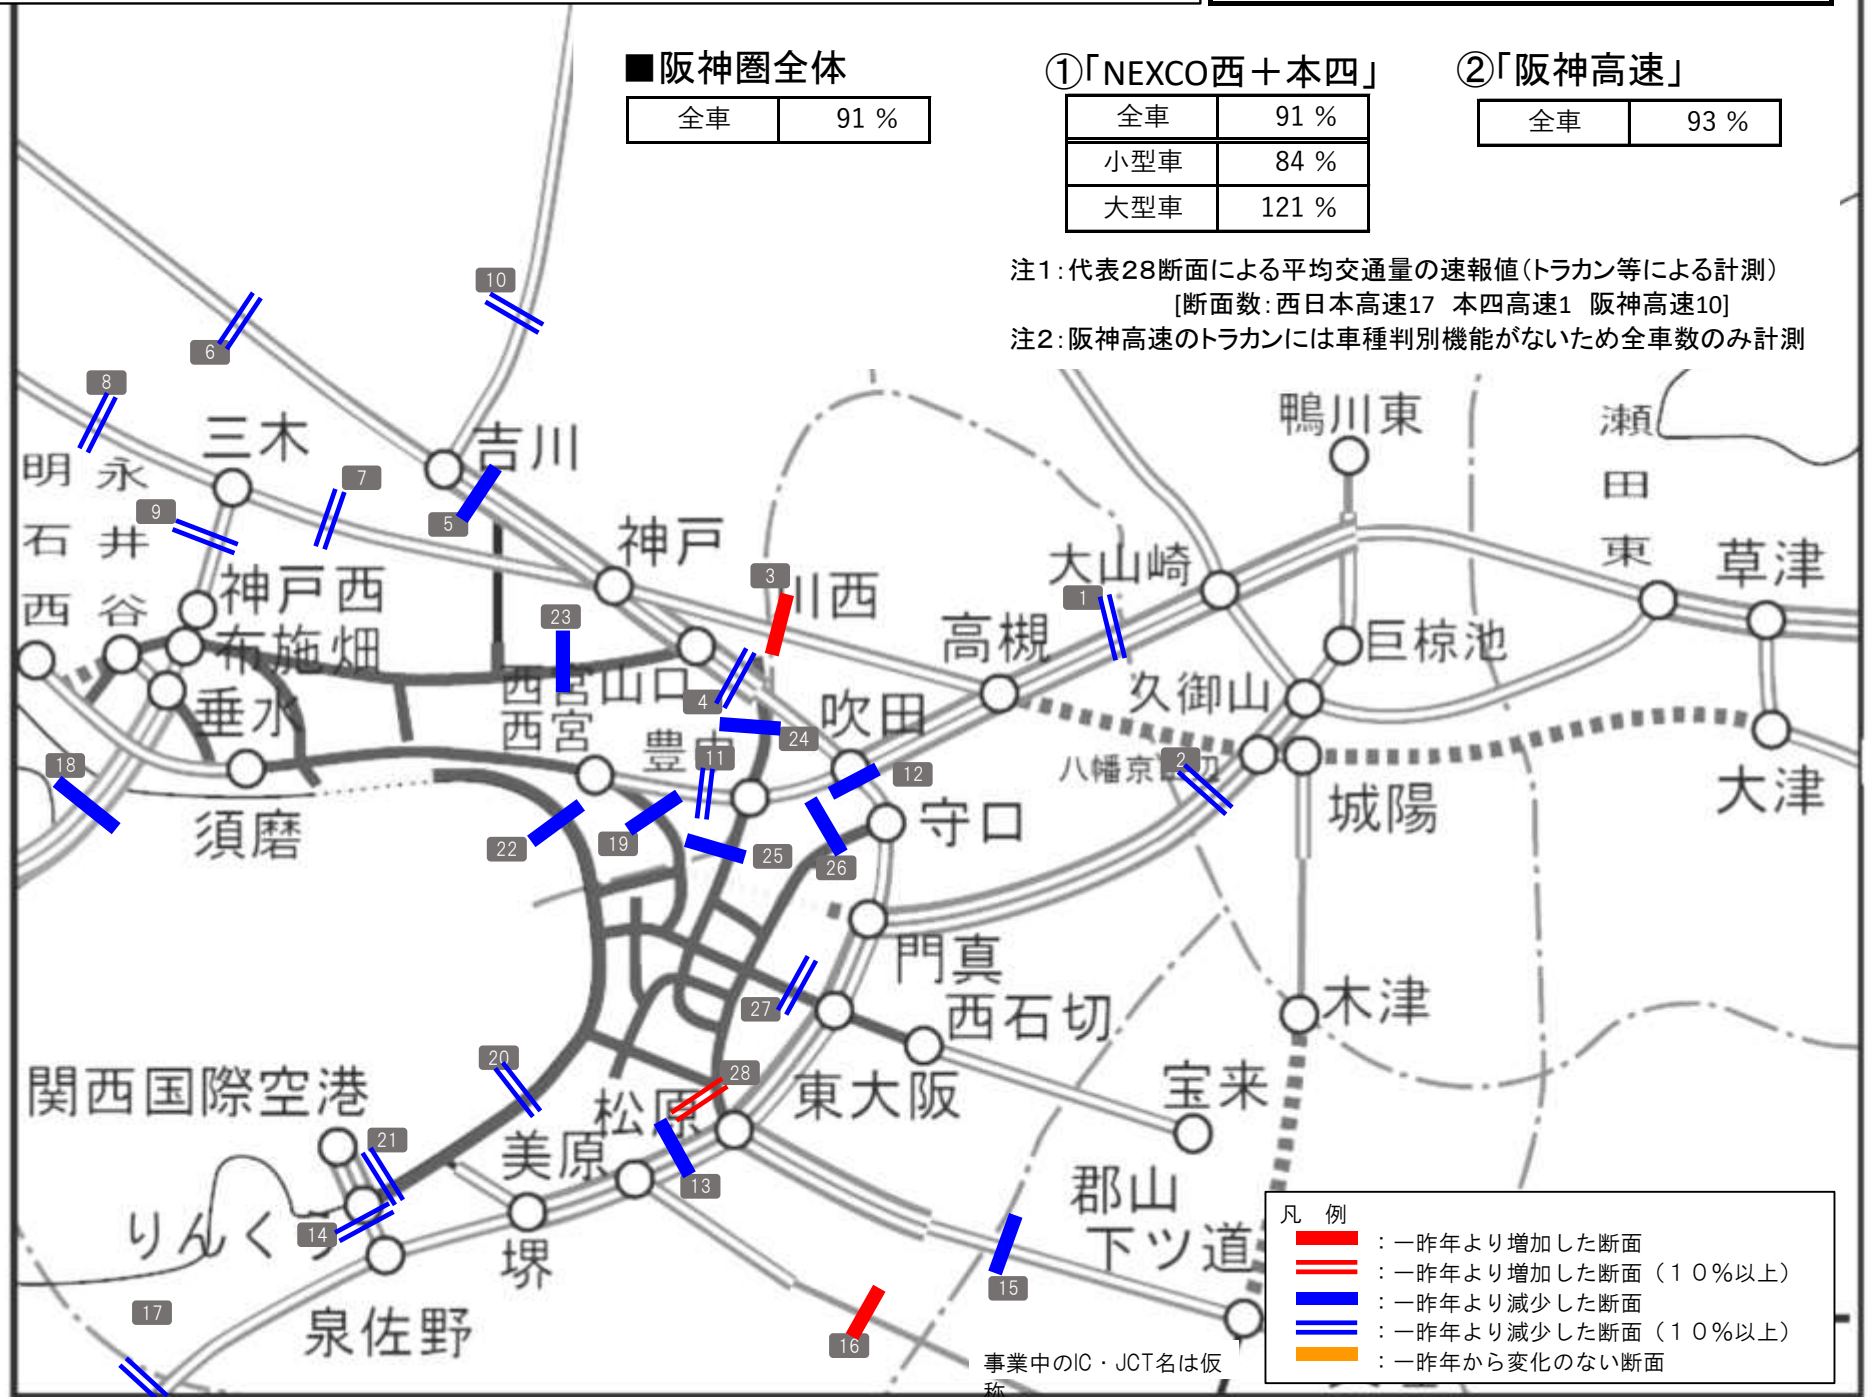 ■阪神圏全体
全車 91 %
①「NEXCO西＋本四」
全車 91 %
小型車 84 %
大型車 121 %
②「阪神高速」
全車 93 %
注1：代表28断面による平均交通量の速報値（トラカン等による計測）
[断面数：西日本高速17 本四高速1 阪神高速10]
注2：阪神高速のトラカンには車種判別機能がないため全車数のみ計測
10
6
8
三木
吉川
鴨川東
瀬田東
明石西
永井谷
7
9
5
神戸
3
川西
大山崎
1
草津
神戸西
布施畑
23
高槻
巨椋池
西宮山口
4
久御山
垂水
西宮
吹田
24
豊中
11
12
八幡京田辺
2
18
大津
須磨
22
19
25
26
守口
城陽
門真
27
西石切
木津
関西国際空港
20
28
松原
東大阪
宝来
21
美原
13
郡山下ツ道
りんくう
14
堺
15
17
泉佐野
16
事業中のIC・JCT名は仮
称
凡 例
：一昨年より増加した断面
：一昨年より増加した断面（１０％以上）
：一昨年より減少した断面
：一昨年より減少した断面（１０％以上）
：一昨年から変化のない断面